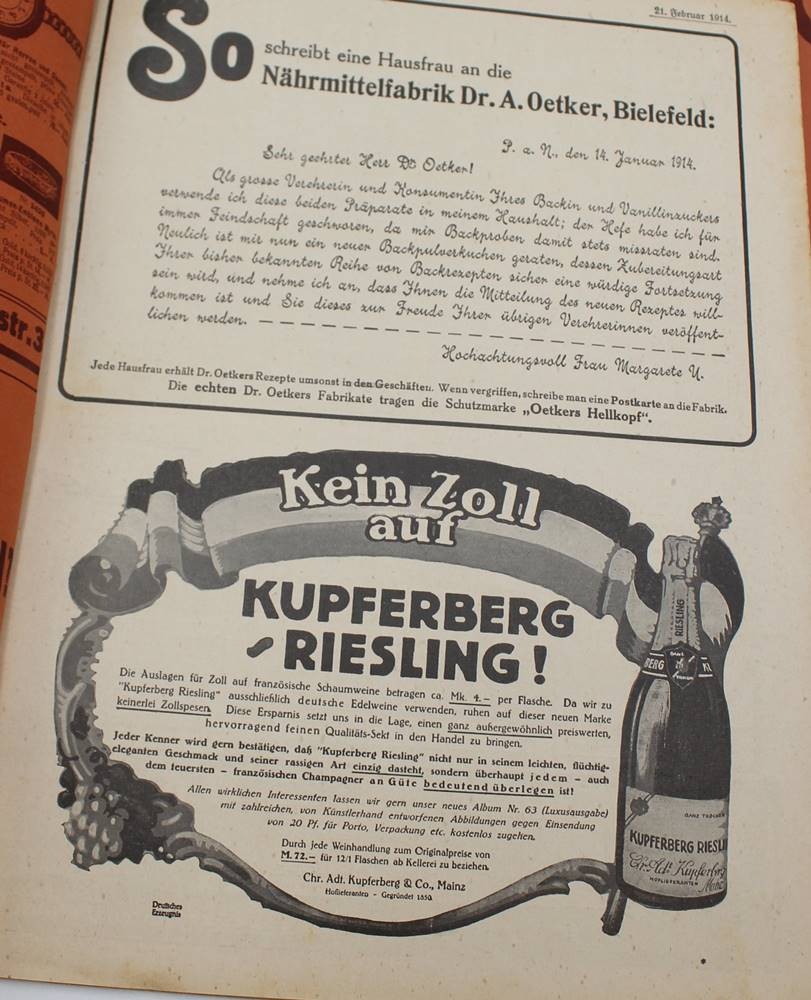 21. Februar 1914.
So schreibt eine Hausfrau an die
Nährmittelfabrik Dr. A. Oetker, Bielefeld:
P. a. N., den 14. Januar 1914.
Sehr geehrter Herr Dr. Oetker!
Als grosse Verehrerin und Konsumentin Ihres Backin und Vanillinzuckers
verwende ich diese beiden Präparate in meinem Haushalt; der Hefe habe ich für
immer Feindschaft geschworen, da mir Backproben damit stets missraten sind.
Neulich ist mir nun ein neuer Backpulverkuchen geraten, dessen Zubereitungsart
Ihrer bisher bekannten Reihe von Backrezepten sicher eine würdige Fortsetzung
sein wird, und nehme ich an, dass Ihnen die Mitteilung des neuen Rezeptes will-
kommen ist und Sie dieses zur Freude Ihrer übrigen Verehrerinnen veröffent-
lichen werden. — — — — — — — — — — — — — — — —
Hochachtungsvoll Frau Margarete U.
Jede Hausfrau erhält Dr. Oetkers Rezepte umsonst in den Geschäften. Wenn vergriffen, schreibe man eine Postkarte an die Fabrik.
Die echten Dr. Oetkers Fabrikate tragen die Schutzmarke „Oetkers Hellkopf“.
str. 3
Kein Zoll
auf
KUPFERBERG
-RIESLING!
Die Auslagen für Zoll auf französische Schaumweine betragen ca. Mk. 4.– per Flasche. Da wir zu
"Kupferberg Riesling" ausschließlich deutsche Edelweine verwenden, ruhen auf dieser neuen Marke
keinerlei Zollspesen. Diese Ersparnis setzt uns in die Lage, einen ganz außergewöhnlich preiswerten,
hervorragend feinen Qualitäts-Sekt in den Handel zu bringen.
Jeder Kenner wird gern bestätigen, daß "Kupferberg Riesling" nicht nur in seinem leichten, flüchtig-
eleganten Geschmack und seiner rassigen Art einzig dasteht, sondern überhaupt jedem – auch
dem teuersten – französischen Champagner an Güte bedeutend überlegen ist!
Allen wirklichen Interessenten lassen wir gern unser neues Album Nr. 63 (Luxusausgabe)
mit zahlreichen, von Künstlerhand entworfenen Abbildungen gegen Einsendung
von 20 Pf. für Porto, Verpackung etc. kostenlos zugehen.
Durch jede Weinhandlung zum Originalpreise von
M. 72.– für 12/1 Flaschen ab Kellerei zu beziehen.
Chr. Adt. Kupferberg & Co., Mainz
Hoflieferanten - Gegründet 1850.
Deutsches
Erzeugnis
RIESLING
BERG
GANZ TROCKEN
KUPFERBERG RIESLIN
Chr. Adt. Kupferberg
HOFLIEFERANTEN Mainz